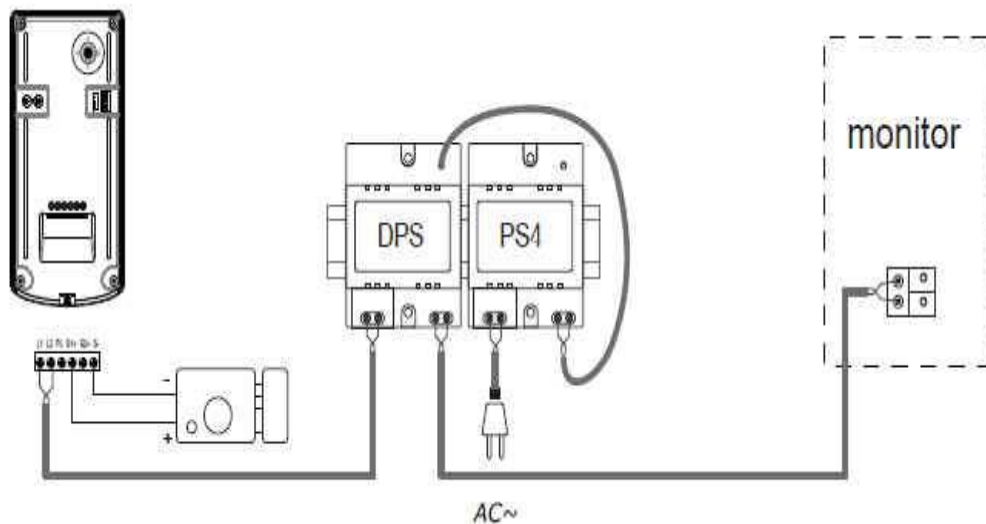 monitor
DPS
PS4
-
+
AC~